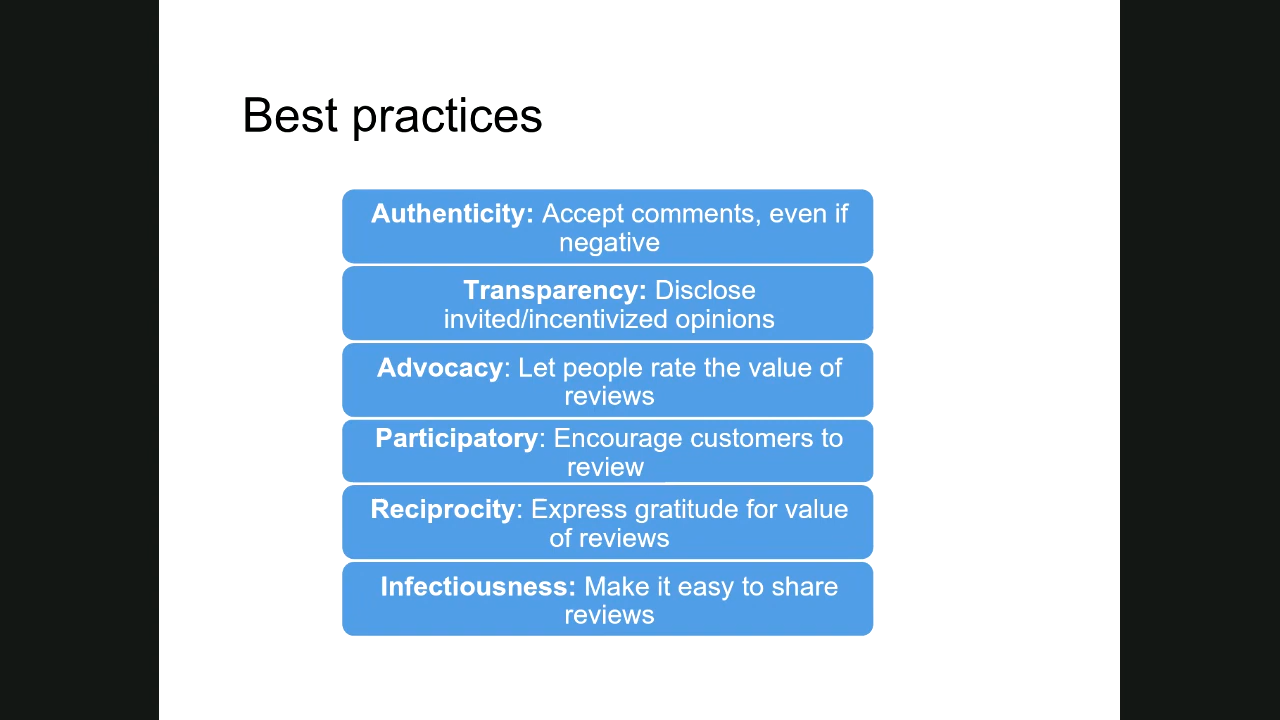 Best practices
Authenticity: Accept comments, even if
negative
Transparency: Disclose
invited/incentivized opinions
Advocacy: Let people rate the value of
reviews
Participatory: Encourage customers to
review
Reciprocity: Express gratitude for value
of reviews
Infectiousness: Make it easy to share
reviews